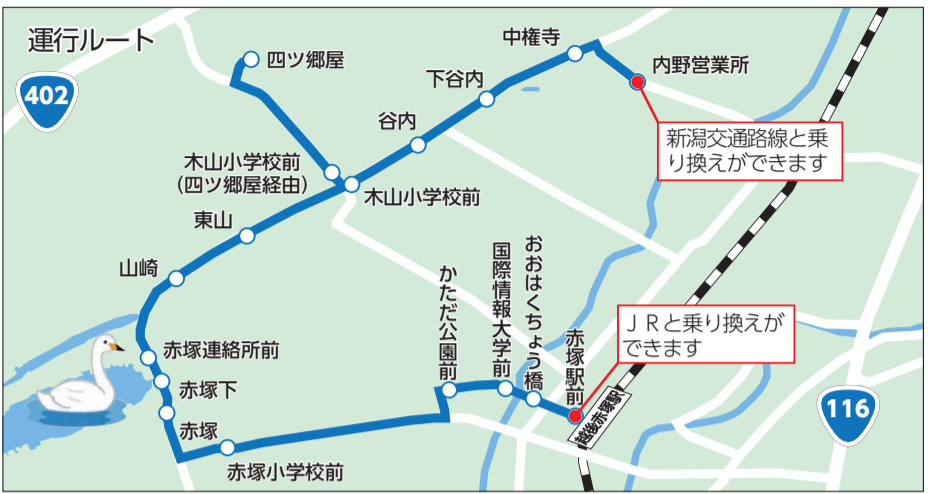 運行ルート
402
四ツ郷屋
中権寺
内野営業所
下谷内
新潟交通路線と乗
り換えができます
谷内
木山小学校前
(四ツ郷屋経由)
木山小学校前
東山
山崎
かただ公園前
国際情報大学前
おおはくちょう橋
赤塚駅前
JRと乗り換えが
できます
赤塚連絡所前
赤塚下
赤塚
赤塚小学校前
越後赤塚駅
116